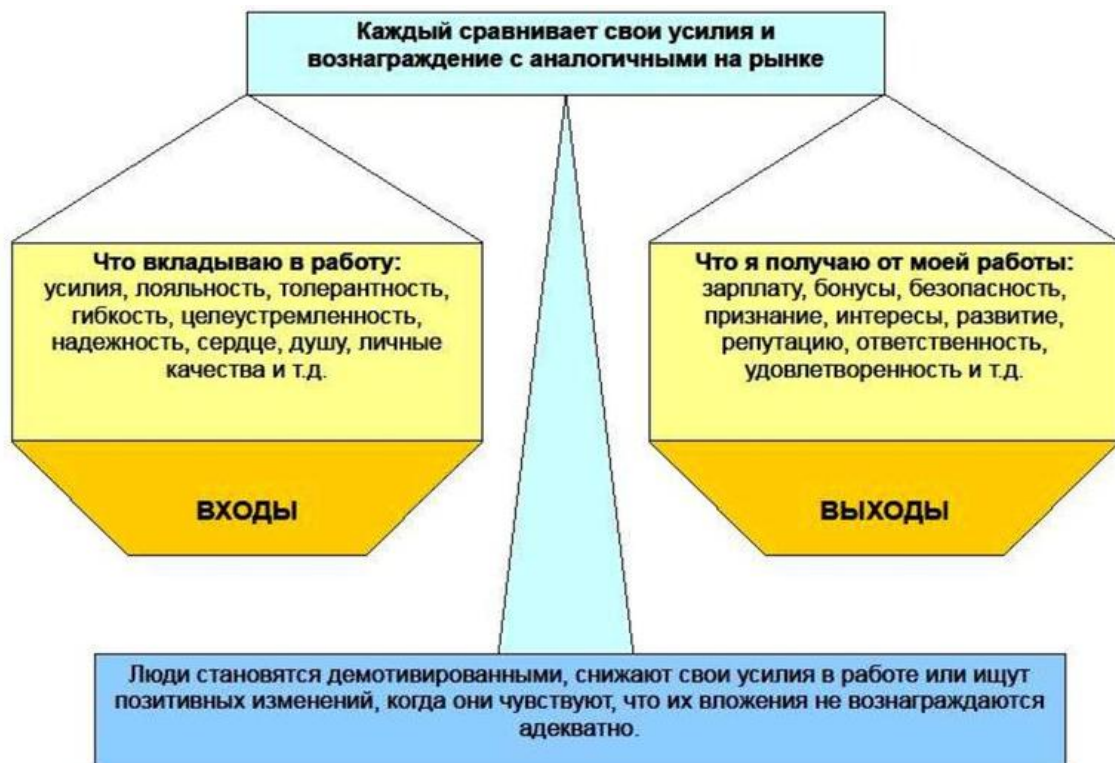 Каждый сравнивает свои усилия и
вознаграждение с аналогичными на рынке
Что вкладываю в работу:
усилия, лояльность, толерантность,
гибкость, целеустремленность,
надежность, сердце, душу, личные
качества и т.д.
ВХОДЫ
Что я получаю от моей работы:
зарплату, бонусы, безопасность,
признание, интересы, развитие,
репутацию, ответственность,
удовлетворенность и т.д.
ВЫХОДЫ
Люди становятся демотивированными, снижают свои усилия в работе или ищут
позитивных изменений, когда они чувствуют, что их вложения не вознаграждаются
адекватно.